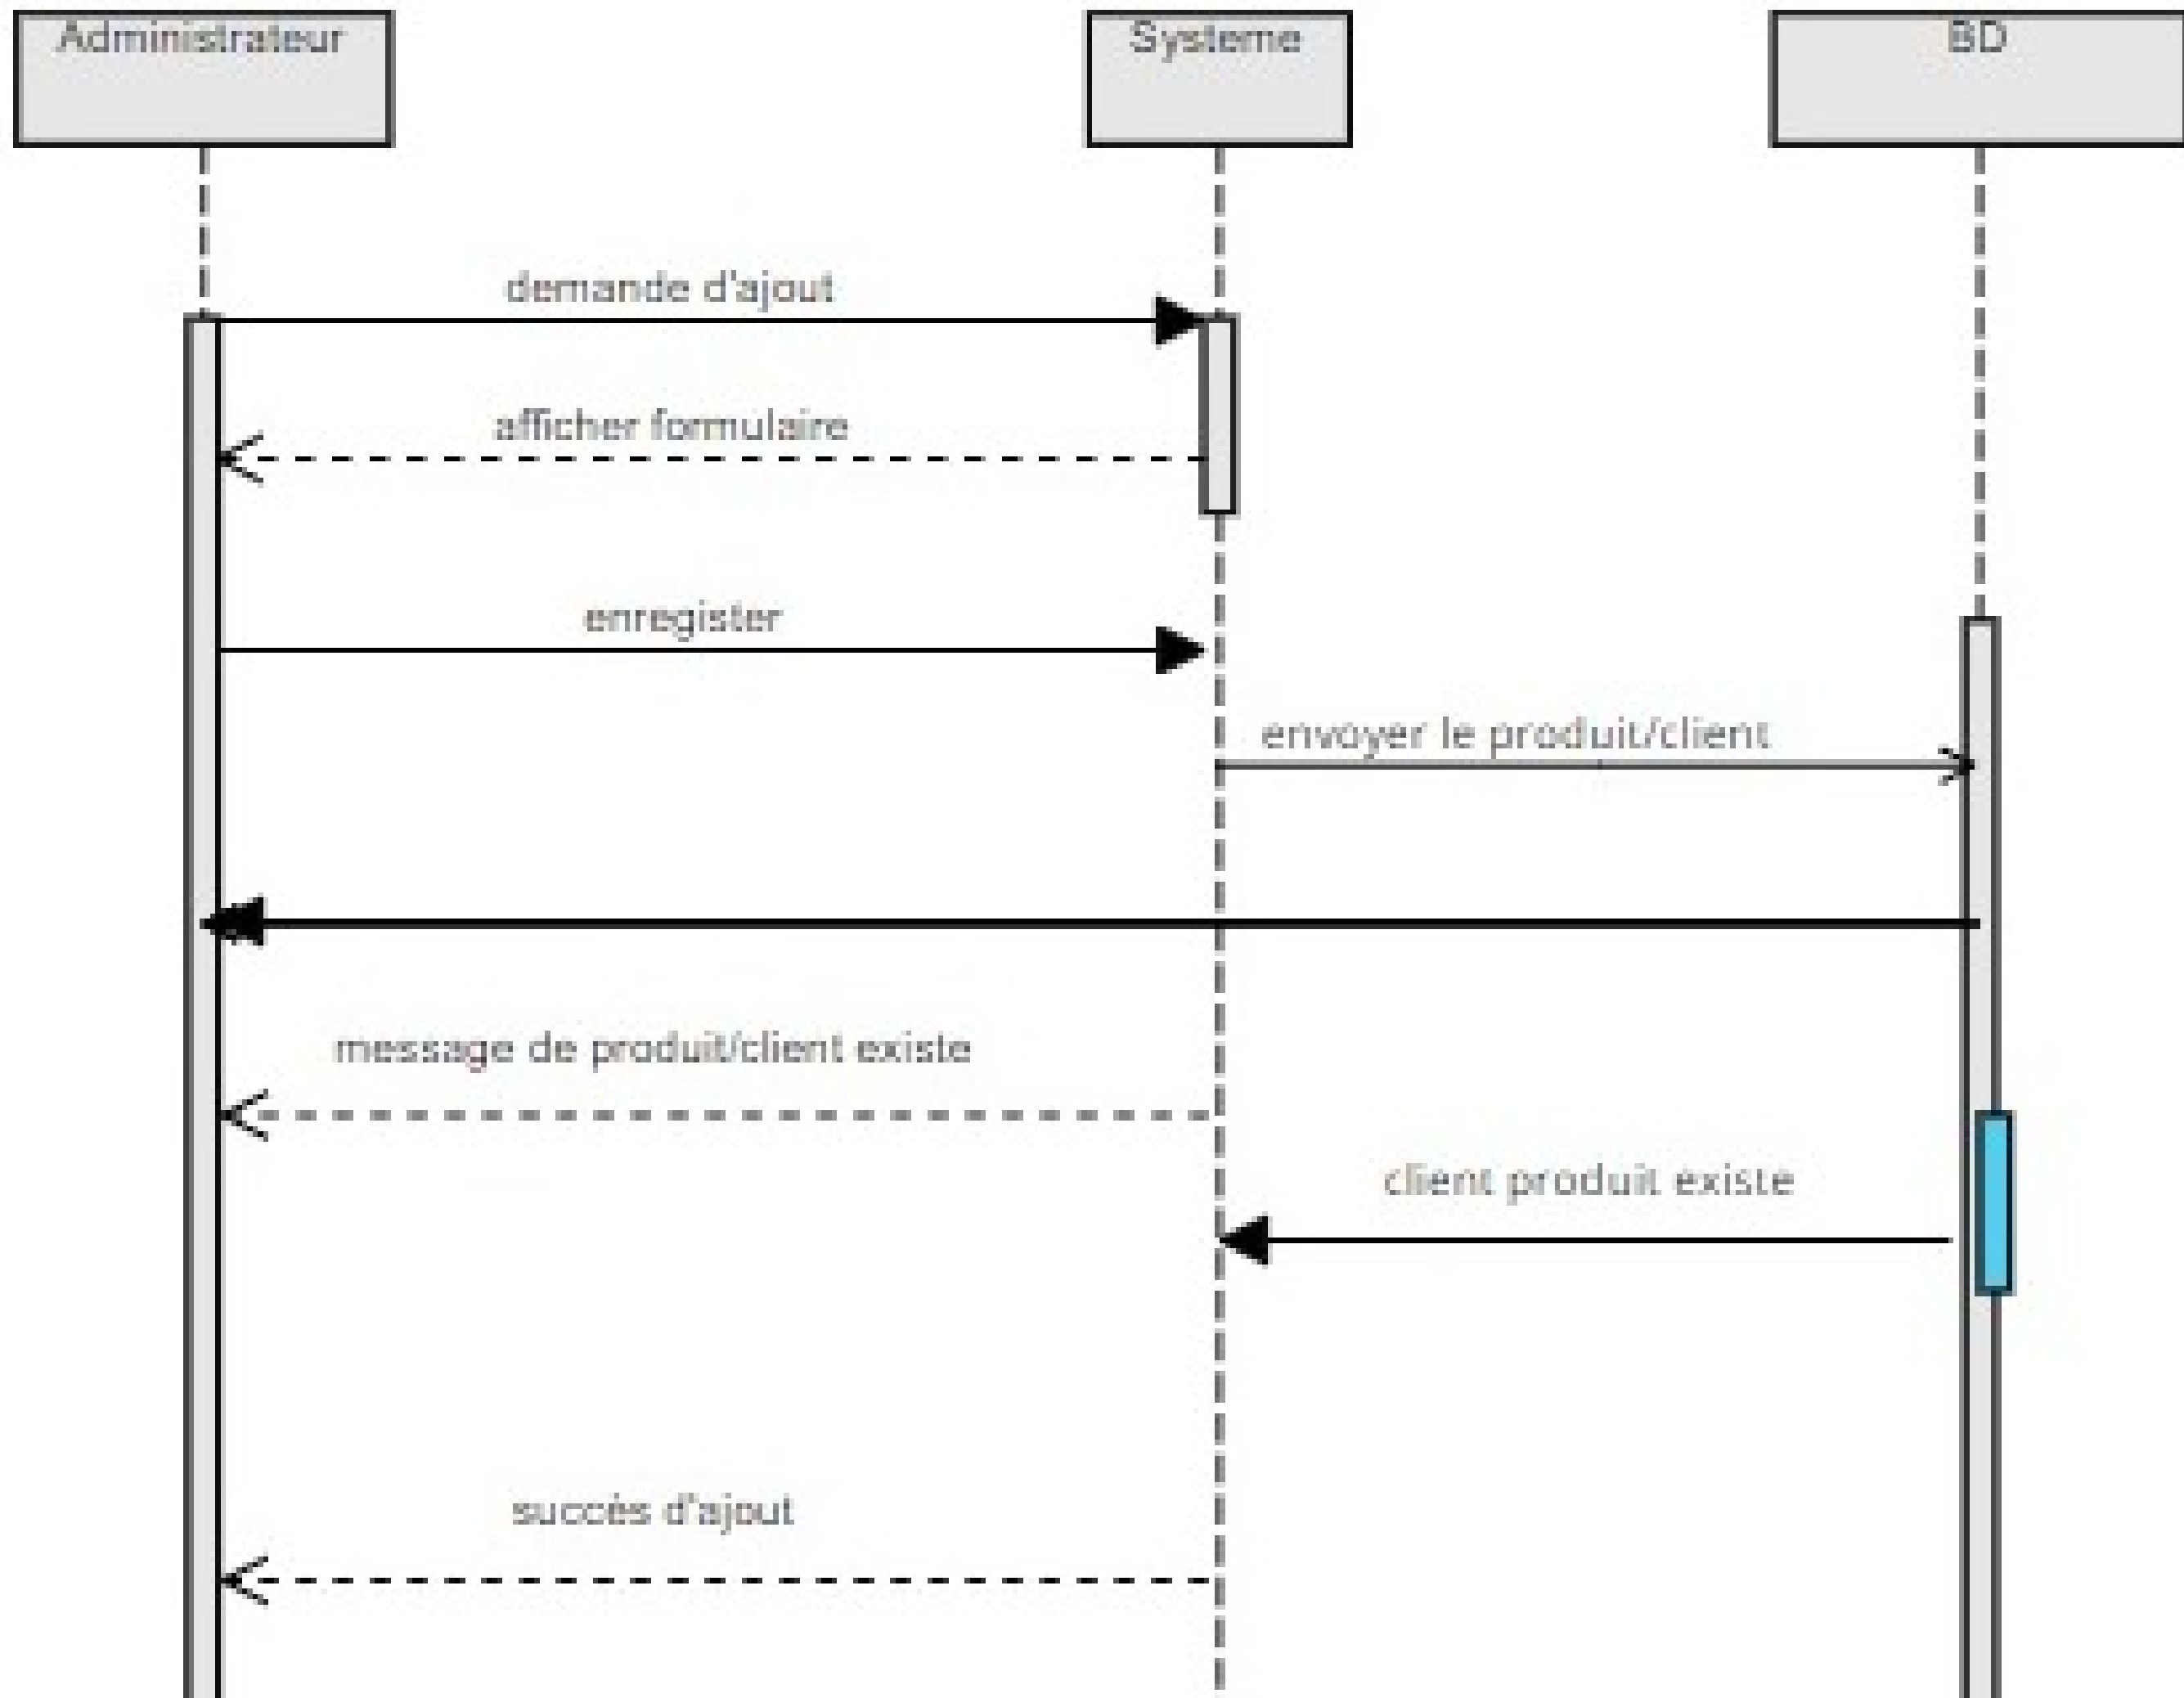 Administrateur
Systeme
BD
demande d'ajout
afficher formulaire
enregister
envoyer le produit/client
message de produit/client existe
client produit existe
succès d'ajout